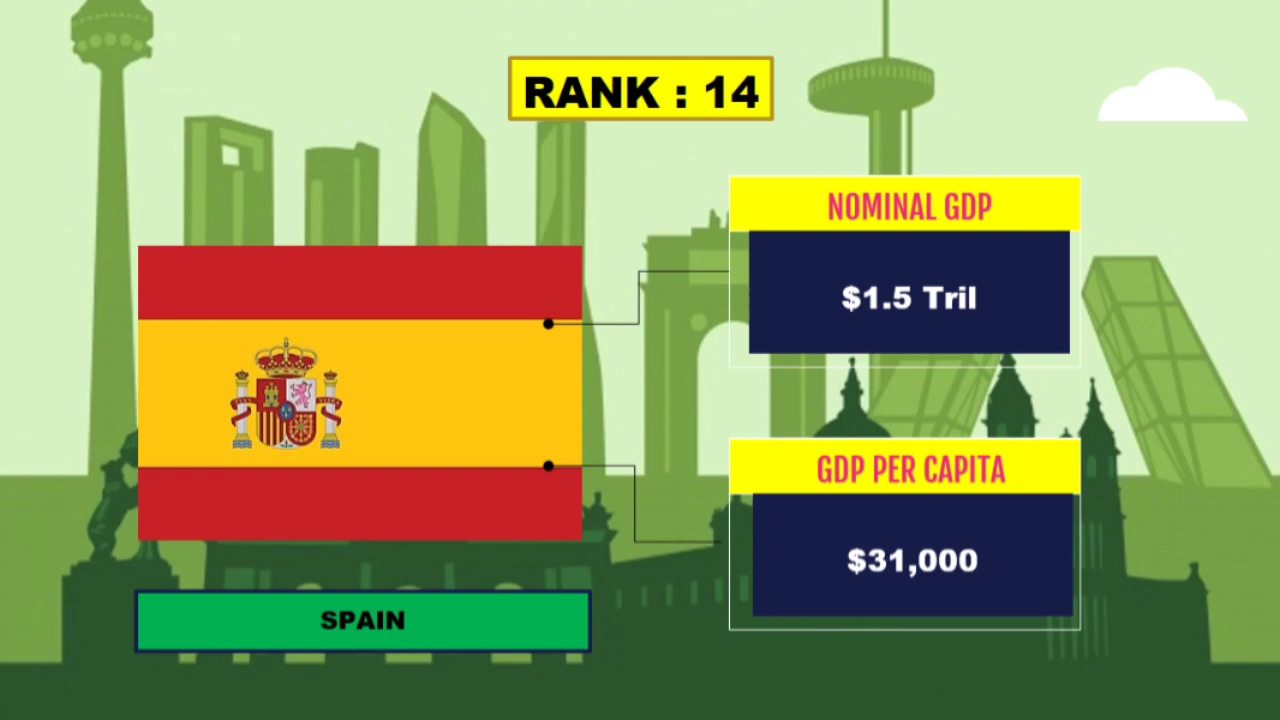 RANK : 14
NOMINAL GDP
$1.5 Tril
GDP PER CAPITA
$31,000
SPAIN